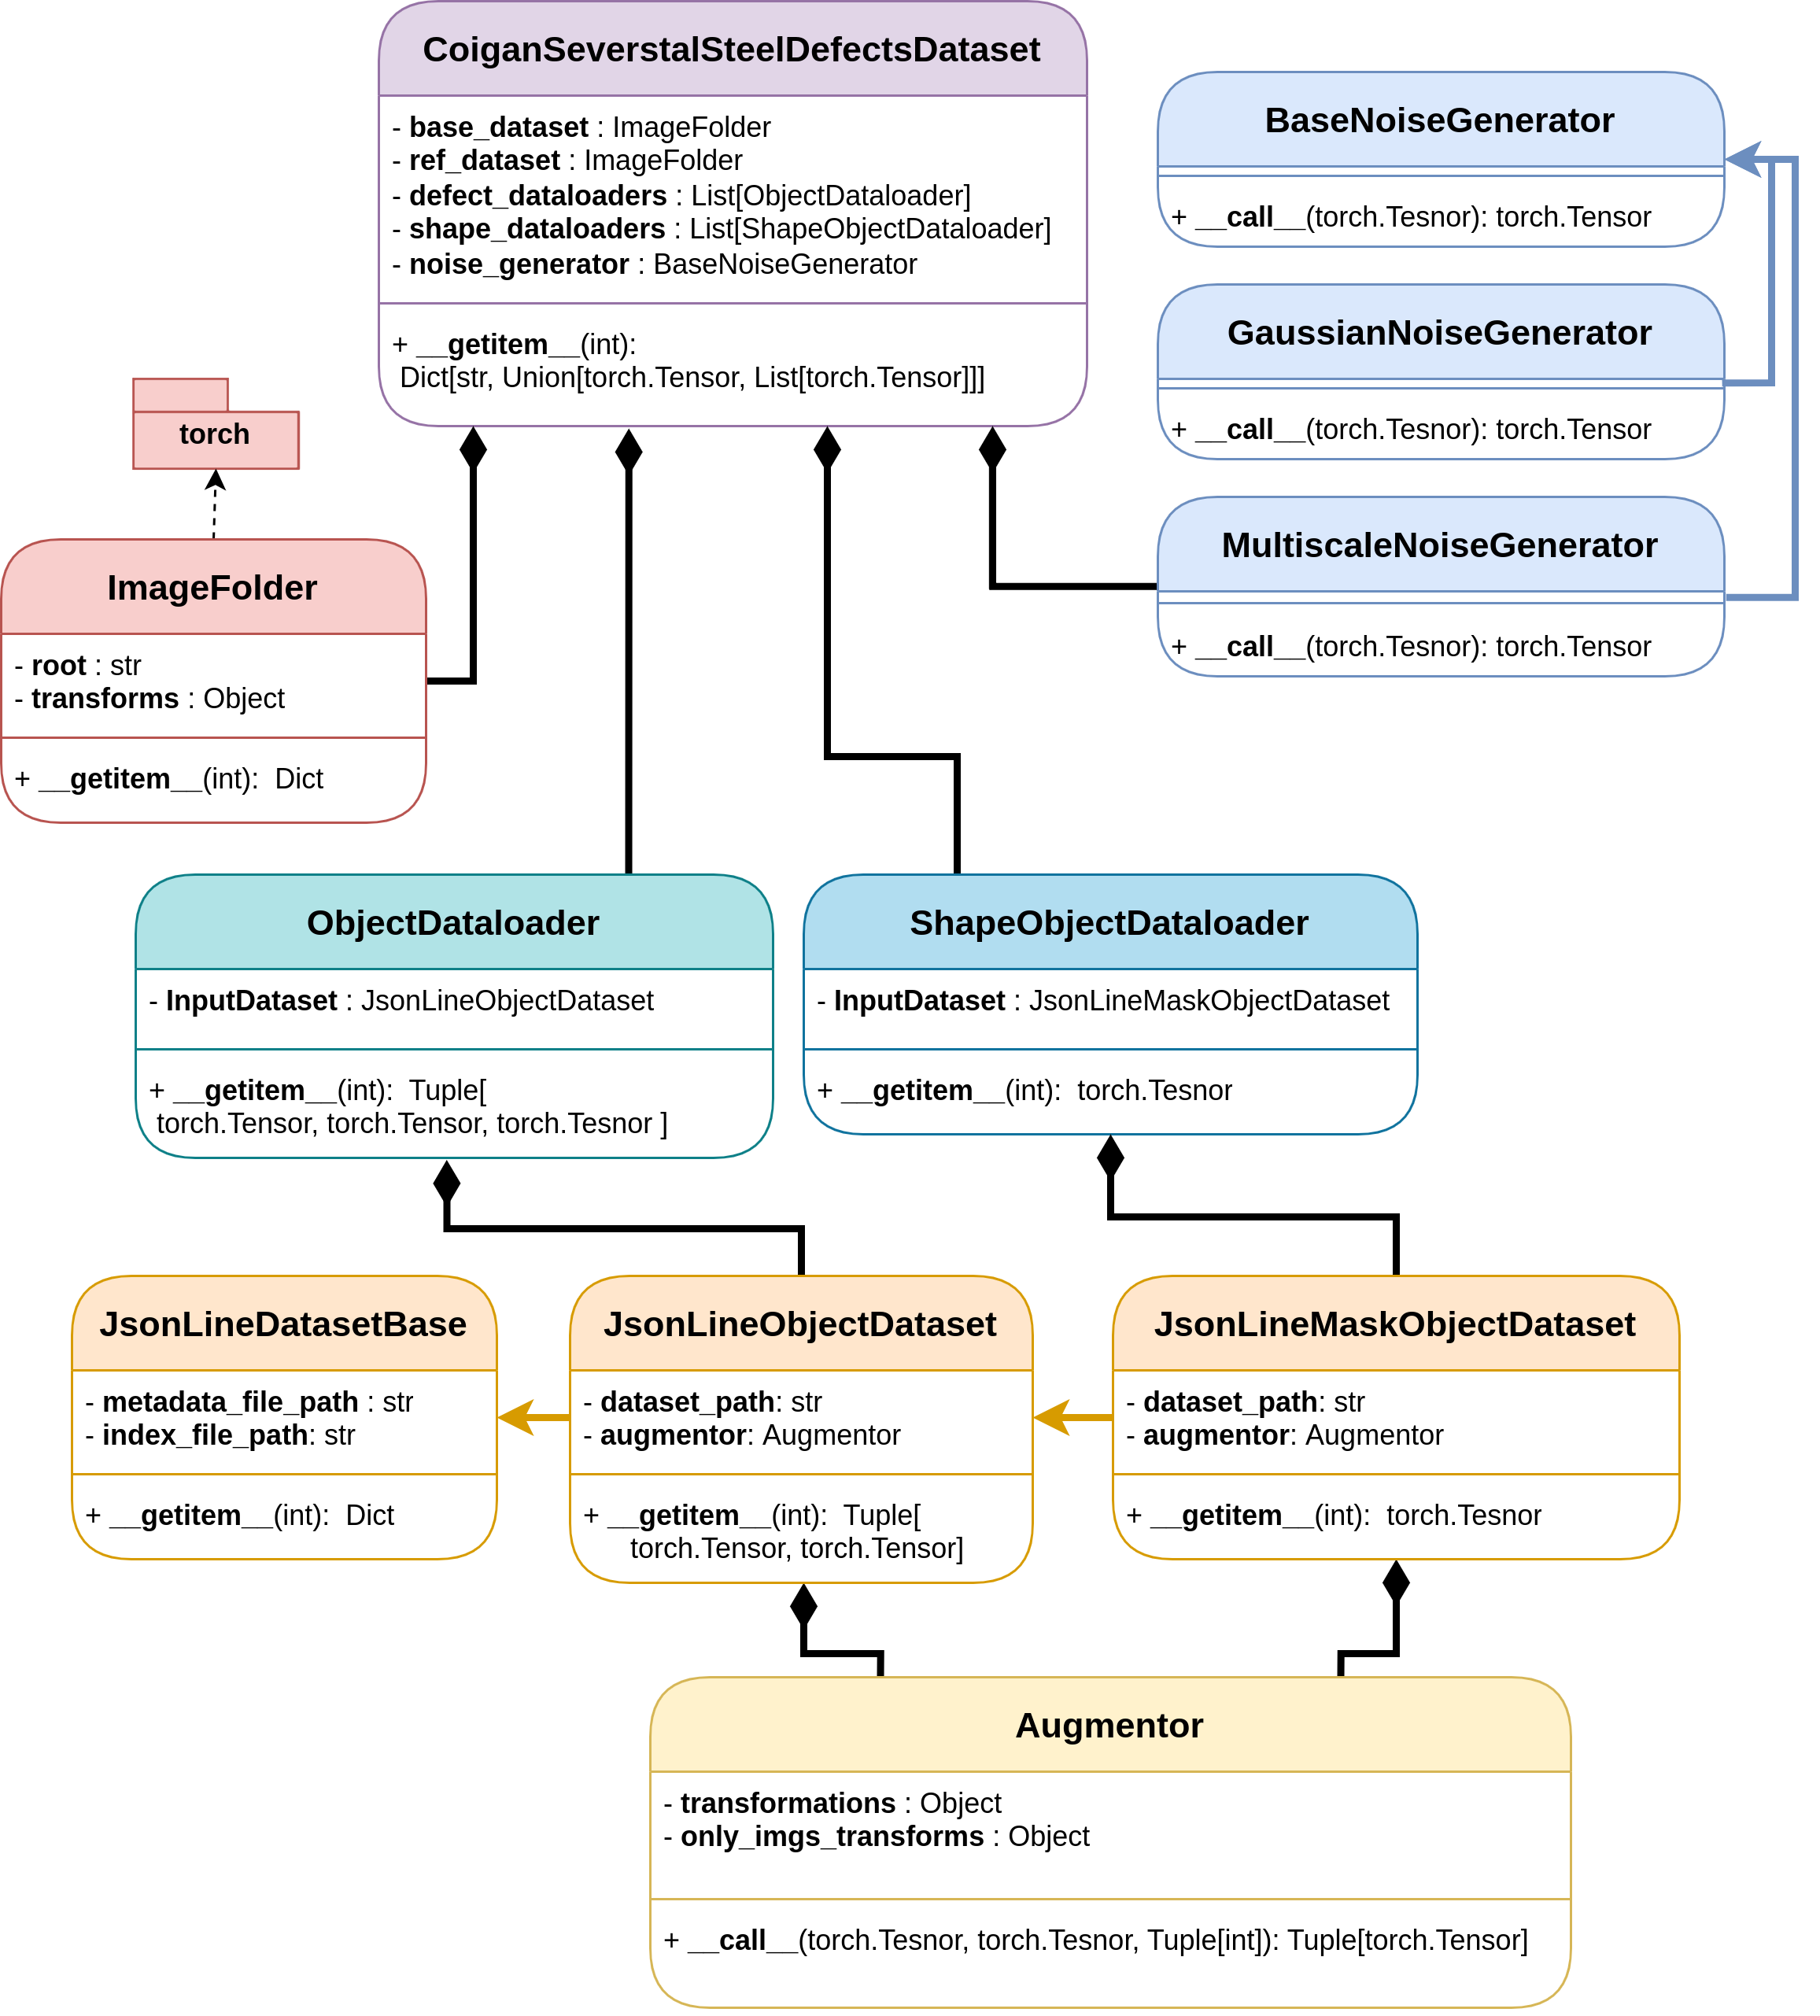 CoiganSeverstalSteelDefectsDataset
- base_dataset : ImageFolder
- ref_dataset : ImageFolder
- defect_dataloaders : List[ObjectDataloader]
- shape_dataloaders : List[ShapeObjectDataloader]
- noise_generator : BaseNoiseGenerator
+ __getitem__(int):
Dict[str, Union[torch.Tensor, List[torch.Tensor]]]
BaseNoiseGenerator
+ __call__(torch.Tesnor): torch.Tensor
GaussianNoiseGenerator
+ __call__(torch.Tesnor): torch.Tensor
MultiscaleNoiseGenerator
+ __call__(torch.Tesnor): torch.Tensor
torch
ImageFolder
- root : str
- transforms : Object
+ __getitem__(int):  Dict
ObjectDataloader
- InputDataset : JsonLineObjectDataset
+ __getitem__(int):  Tuple[
torch.Tensor, torch.Tensor, torch.Tesnor ]
ShapeObjectDataloader
- InputDataset : JsonLineMaskObjectDataset
+ __getitem__(int):  torch.Tesnor
JsonLineDatasetBase
- metadata_file_path : str
- index_file_path: str
+ __getitem__(int):  Dict
JsonLineObjectDataset
- dataset_path: str
- augmentor: Augmentor
+ __getitem__(int):  Tuple[
torch.Tensor, torch.Tensor]
JsonLineMaskObjectDataset
- dataset_path: str
- augmentor: Augmentor
+ __getitem__(int):  torch.Tesnor
Augmentor
- transformations : Object
- only_imgs_transforms : Object
+ __call__(torch.Tesnor, torch.Tesnor, Tuple[int]): Tuple[torch.Tensor]